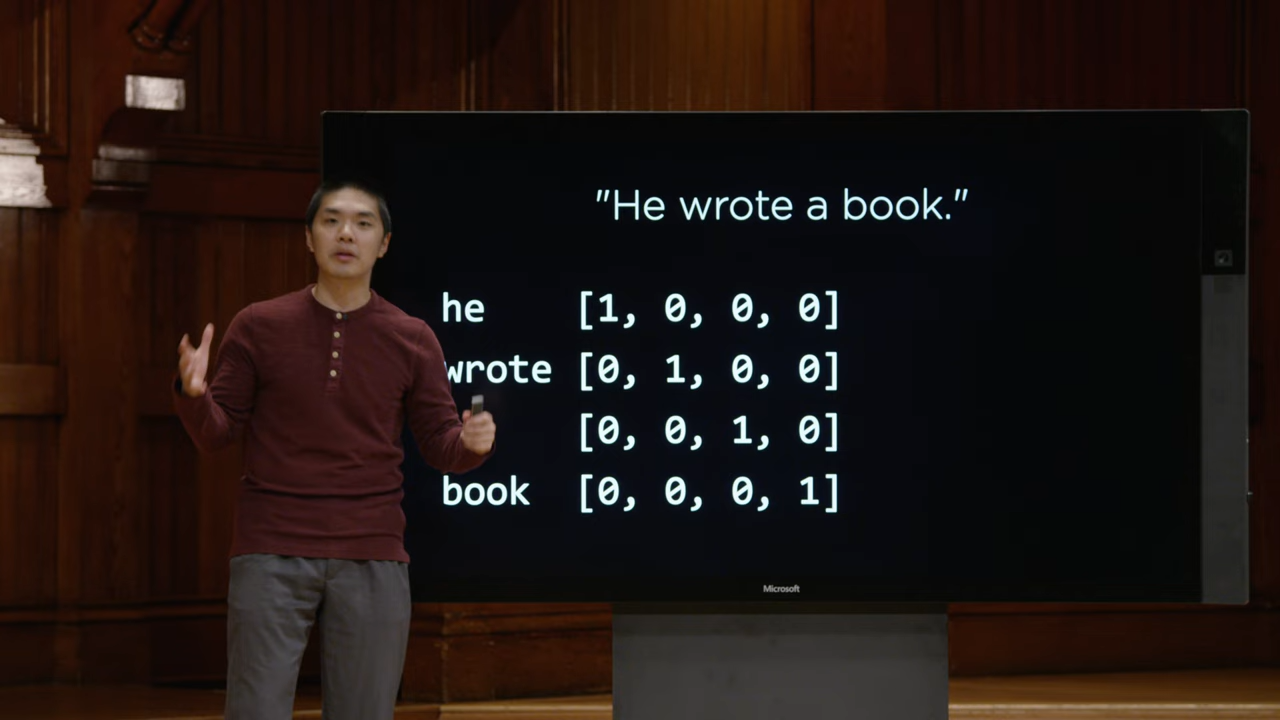 "He wrote a book."
he [1, 0, 0, 0]
wrote [0, 1, 0, 0]
[0, 0, 1, 0]
book [0, 0, 0, 1]
Microsoft